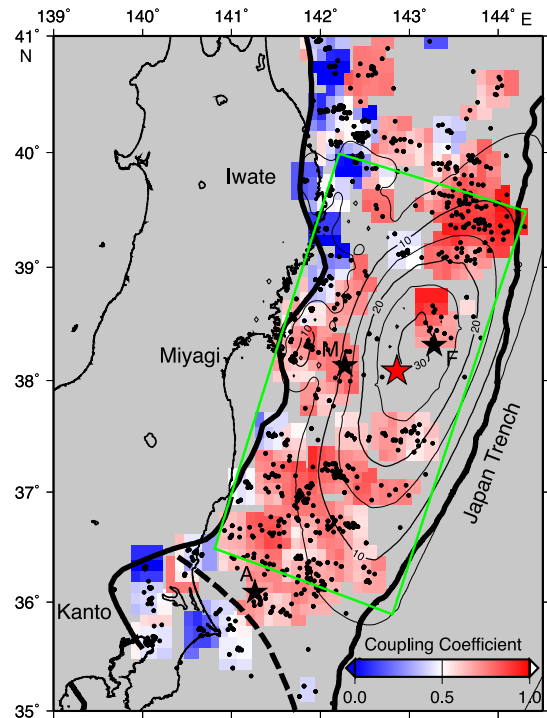 139˚ 140˚ 141˚ 142˚ 143˚ 144˚ E
41˚
N
40˚
Iwate
10
39˚
20
20
10
M
F
Miyagi
38˚
30
37˚
Japan Trench
10
A
36˚
Kanto
Coupling Coefficient
0.0 0.5 1.0
35˚